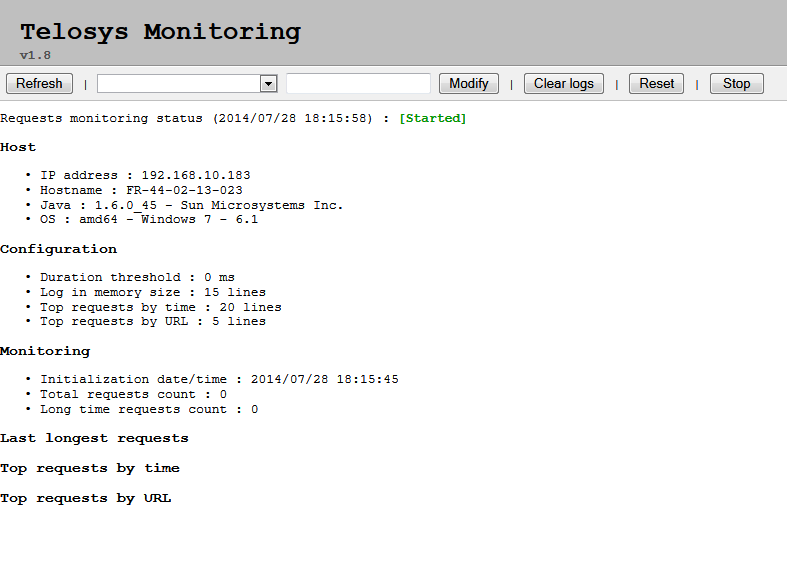 Telosys Monitoring
v1.8
Refresh | Modify | Clear logs | Reset | Stop
Requests monitoring status (2014/07/28 18:15:58) : [Started]
Host
• IP address : 192.168.10.183
• Hostname : FR-44-02-13-023
• Java : 1.6.0_45 - Sun Microsystems Inc.
• OS : amd64 - Windows 7 - 6.1
Configuration
• Duration threshold : 0 ms
• Log in memory size : 15 lines
• Top requests by time : 20 lines
• Top requests by URL : 5 lines
Monitoring
• Initialization date/time : 2014/07/28 18:15:45
• Total requests count : 0
• Long time requests count : 0
Last longest requests
Top requests by time
Top requests by URL